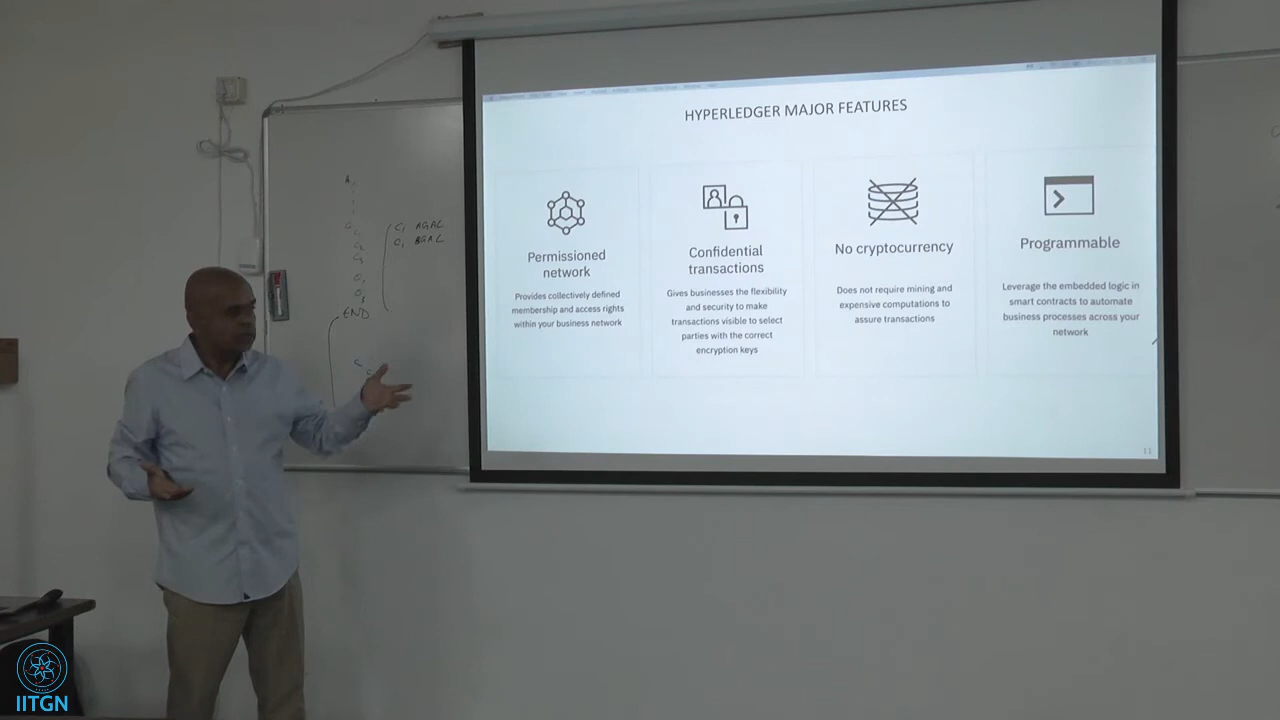 HYPERLEDGER MAJOR FEATURES
Permissioned
network
Provides collectively defined
membership and access rights
within your business network
Confidential
transactions
Gives businesses the flexibility
and security to make
transactions visible to select
parties with the correct
encryption keys
No cryptocurrency
Does not require mining and
expensive computations to
assure transactions
Programmable
Leverage the embedded logic in
smart contracts to automate
business processes across your
network
11
A
END
IITGN